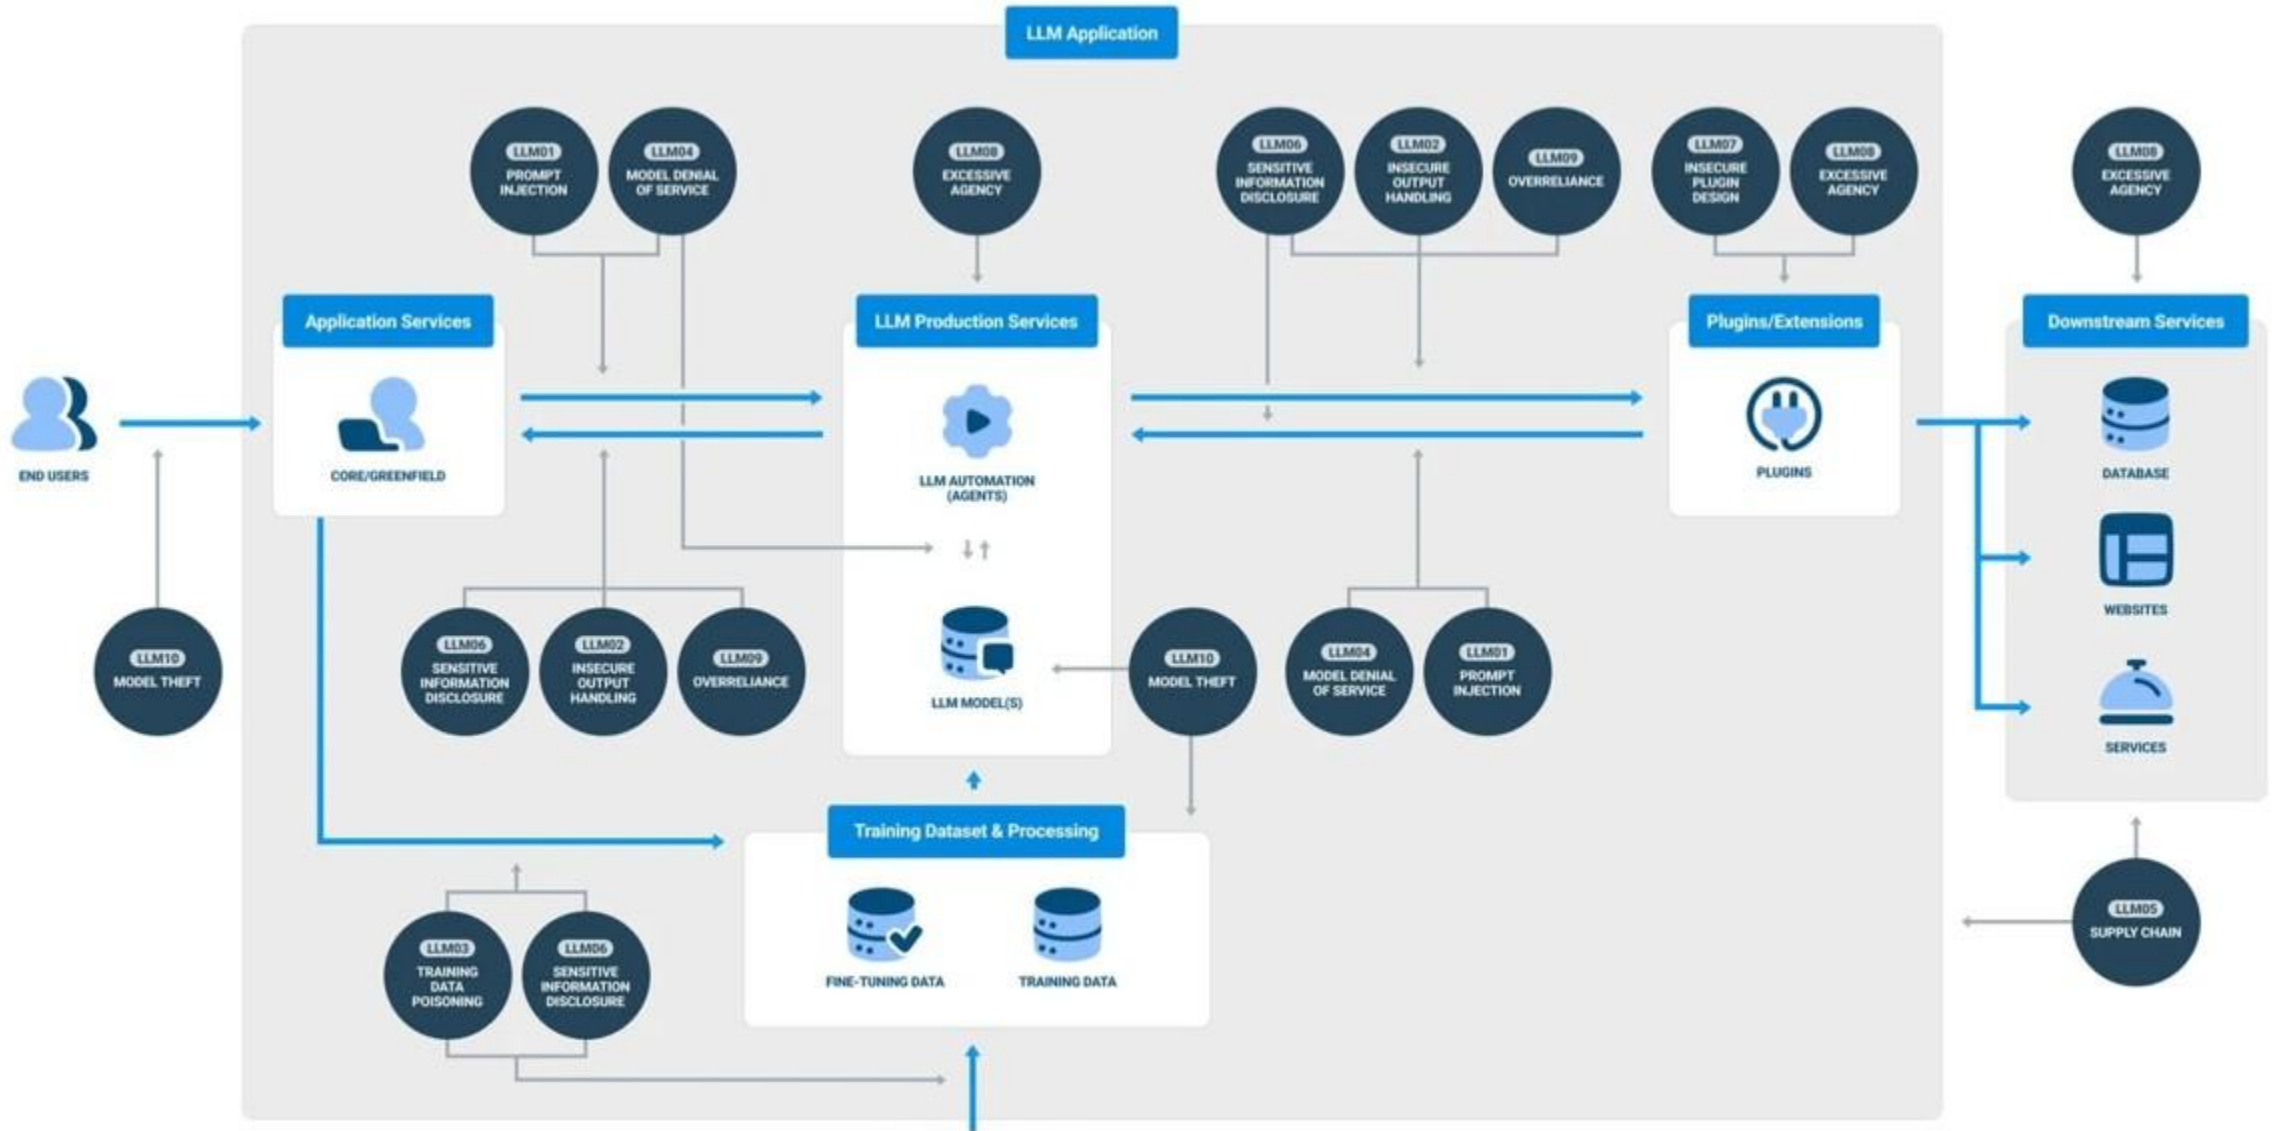 LLM Application
LLM01
PROMPT
INJECTION
LLM04
MODEL DENIAL
OF SERVICE
LLM08
EXCESSIVE
AGENCY
LLM06
SENSITIVE
INFORMATION
DISCLOSURE
LLM02
INSECURE
OUTPUT
HANDLING
LLM09
OVERRELIANCE
LLM07
INSECURE
PLUGIN
DESIGN
LLM08
EXCESSIVE
AGENCY
LLM08
EXCESSIVE
AGENCY
Application Services
LLM Production Services
Plugins/Extensions
Downstream Services
END USERS
CORE/GREENFIELD
LLM AUTOMATION
(AGENTS)
PLUGINS
DATABASE
WEBSITES
SERVICES
LLM10
MODEL THEFT
LLM06
SENSITIVE
INFORMATION
DISCLOSURE
LLM02
INSECURE
OUTPUT
HANDLING
LLM09
OVERRELIANCE
LLM MODEL(S)
LLM10
MODEL THEFT
LLM04
MODEL DENIAL
OF SERVICE
LLM01
PROMPT
INJECTION
Training Dataset & Processing
FINE-TUNING DATA
TRAINING DATA
LLM03
TRAINING
DATA
POISONING
LLM06
SENSITIVE
INFORMATION
DISCLOSURE
LLM05
SUPPLY CHAIN